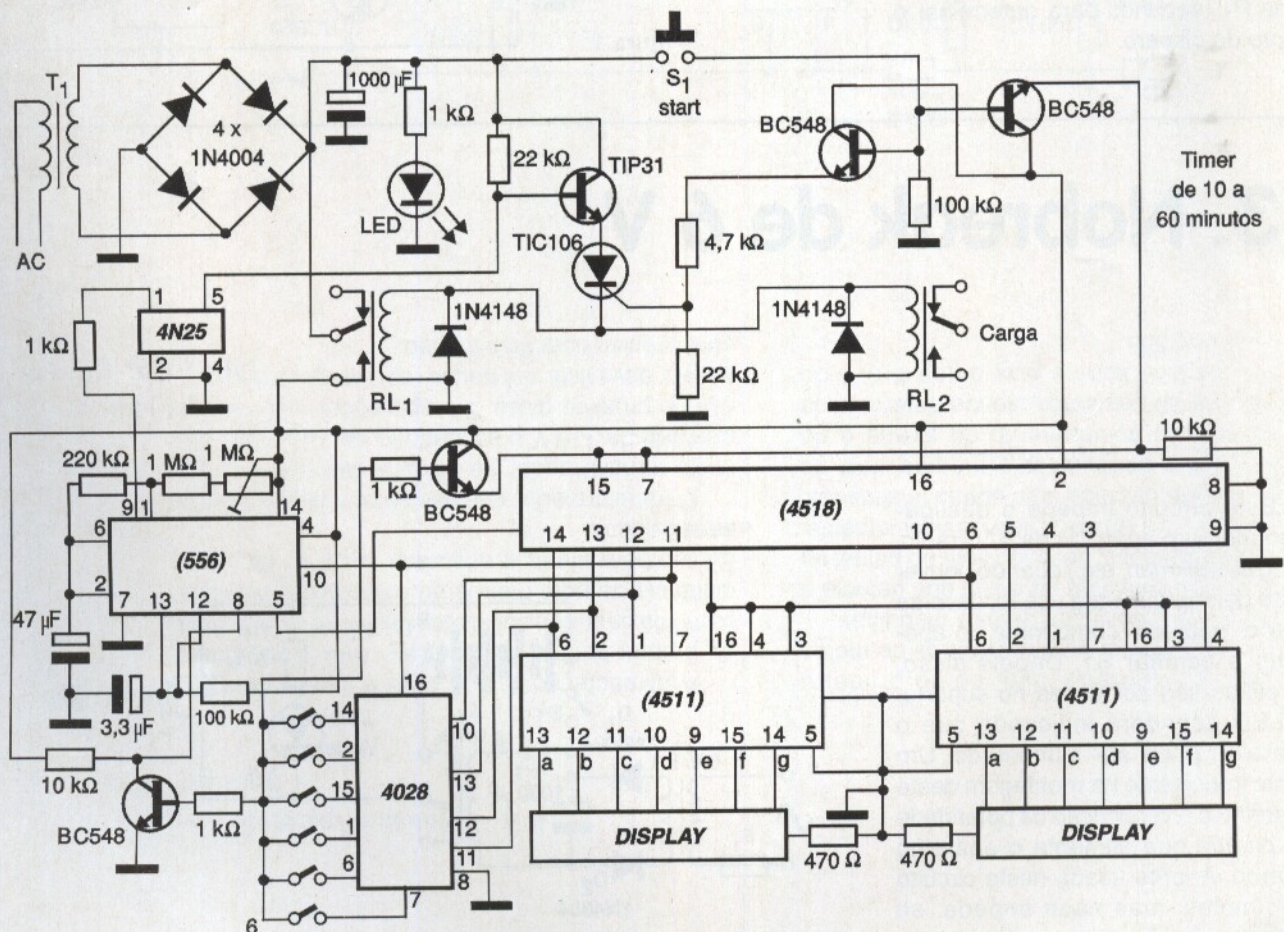 T1
AC
4 x
1N4004
1000 µF
1 kΩ
LED
22 kΩ
TIP31
TIC106
S1
start
BC548
BC548
100 kΩ
4,7 kΩ
22 kΩ
Timer
de 10 a
60 minutos
1 5
4N25
2 4
1 kΩ
1N4148
RL1
1N4148
RL2
Carga
10 kΩ
220 kΩ 1 MΩ 1 MΩ
kΩ
BC548
9 1 14
6 4
(556) 10
2
7 13 12 8 5
47 µF
3,3 µF
100 kΩ
10 kΩ
BC548
1 kΩ
15 7 16 2 8
(4518) 9
14 13 12 11 10 6 5 4 3
16
14 10
2
15 13
4028
1 12
6 11
8
7
6
6 2 1 7 16 4 3
(4511)
13 12 11 10 9 15 14 5
a b c d e f g
DISPLAY
6 2 1 7 16 3 4
(4511)
5 13 12 11 10 9 15 14
a b c d e f g
DISPLAY
470 Ω 470 Ω